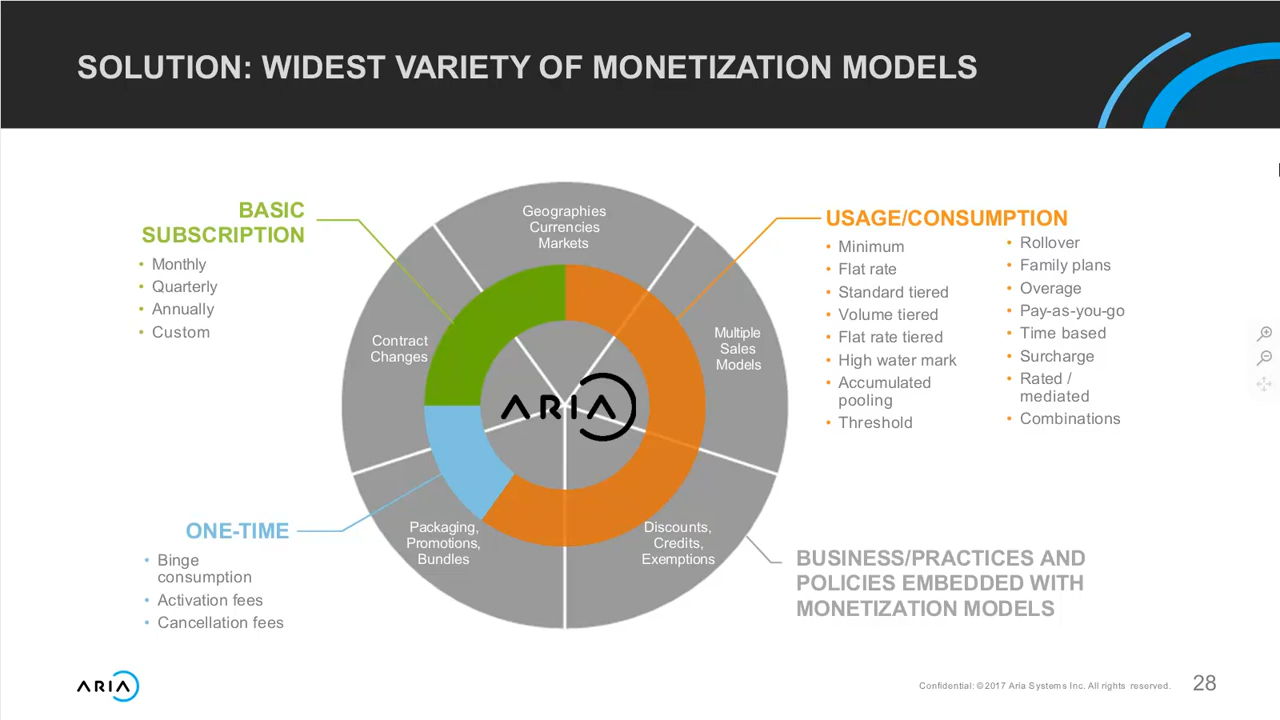 SOLUTION: WIDEST VARIETY OF MONETIZATION MODELS
BASIC
SUBSCRIPTION
• Monthly
• Quarterly
• Annually
• Custom
Geographies
Currencies
Markets
Contract
Changes
Multiple
Sales
Models
ARIA
Packaging,
Promotions,
Bundles
Discounts,
Credits,
Exemptions
USAGE/CONSUMPTION
• Minimum
• Flat rate
• Standard tiered
• Volume tiered
• Flat rate tiered
• High water mark
• Accumulated
pooling
• Threshold
• Rollover
• Family plans
• Overage
• Pay-as-you-go
• Time based
• Surcharge
• Rated /
mediated
• Combinations
ONE-TIME
• Binge
consumption
• Activation fees
• Cancellation fees
BUSINESS/PRACTICES AND
POLICIES EMBEDDED WITH
MONETIZATION MODELS
ARIA
Confidential: ©2017 Aria Systems Inc. All rights reserved.
28